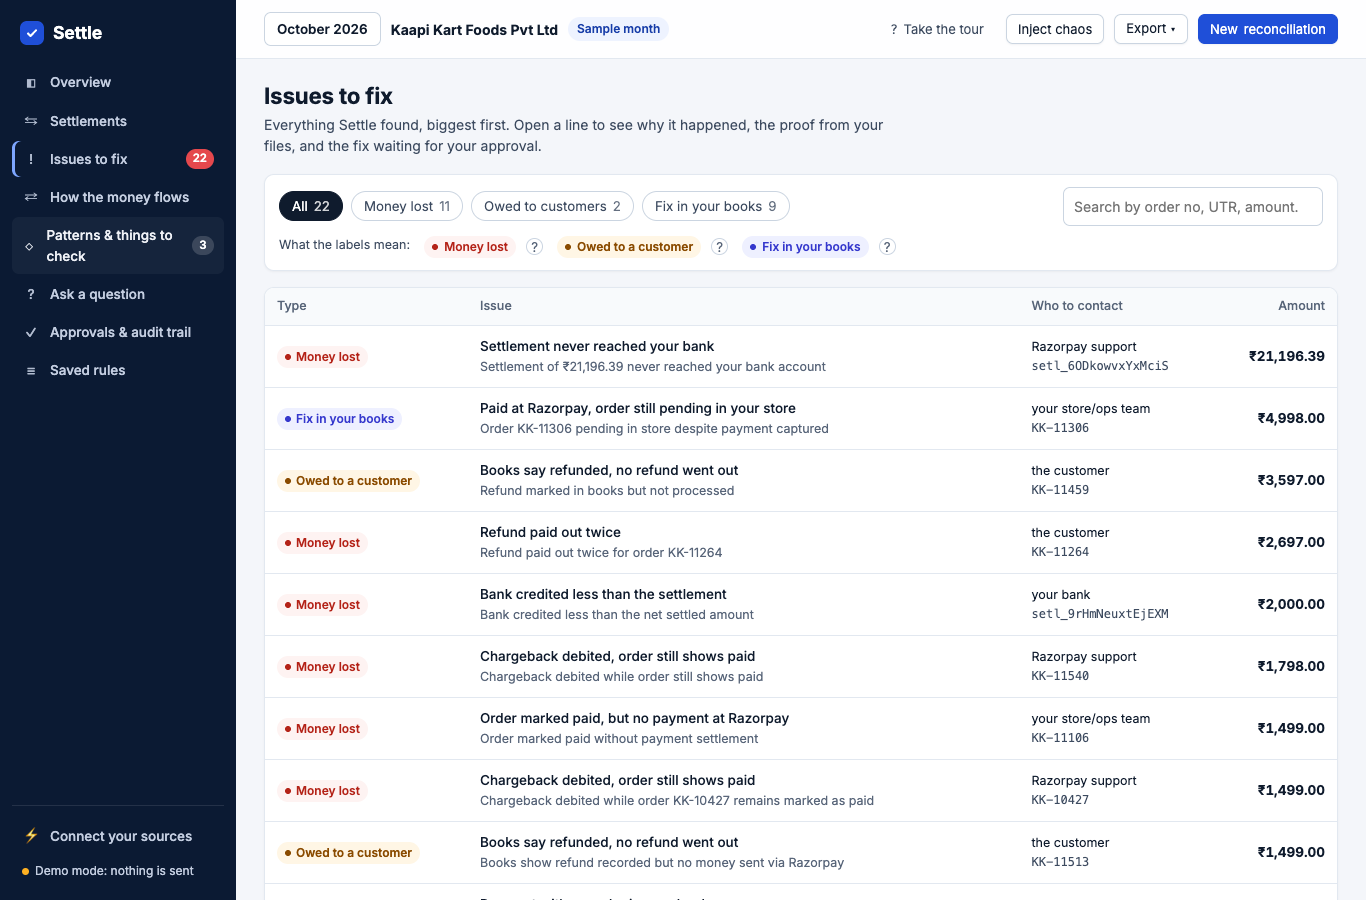 Settle
Overview
Settlements
Issues to fix 22
How the money flows
Patterns & things to check 3
Ask a question
Approvals & audit trail
Saved rules
Connect your sources
Demo mode: nothing is sent
October 2026 Kaapi Kart Foods Pvt Ltd Sample month ? Take the tour Inject chaos Export New reconciliation
Issues to fix
Everything Settle found, biggest first. Open a line to see why it happened, the proof from your
files, and the fix waiting for your approval.
All 22 Money lost 11 Owed to customers 2 Fix in your books 9 Search by order no, UTR, amount.
What the labels mean: Money lost ? Owed to a customer ? Fix in your books ?
Type Issue Who to contact Amount
Money lost
Settlement never reached your bank
Settlement of ₹21,196.39 never reached your bank account
Razorpay support
setl_6ODkowvxYxMciS
₹21,196.39
Fix in your books
Paid at Razorpay, order still pending in your store
Order KK-11306 pending in store despite payment captured
your store/ops team
KK-11306
₹4,998.00
Owed to a customer
Books say refunded, no refund went out
Refund marked in books but not processed
the customer
KK-11459
₹3,597.00
Money lost
Refund paid out twice
Refund paid out twice for order KK-11264
the customer
KK-11264
₹2,697.00
Money lost
Bank credited less than the settlement
Bank credited less than the net settled amount
your bank
setl_9rHmNeuxtEjEXM
₹2,000.00
Money lost
Chargeback debited, order still shows paid
Chargeback debited while order still shows paid
Razorpay support
KK-11540
₹1,798.00
Money lost
Order marked paid, but no payment at Razorpay
Order marked paid without payment settlement
your store/ops team
KK-11106
₹1,499.00
Money lost
Chargeback debited, order still shows paid
Chargeback debited while order KK-10427 remains marked as paid
Razorpay support
KK-10427
₹1,499.00
Owed to a customer
Books say refunded, no refund went out
Books show refund recorded but no money sent via Razorpay
the customer
KK-11513
₹1,499.00